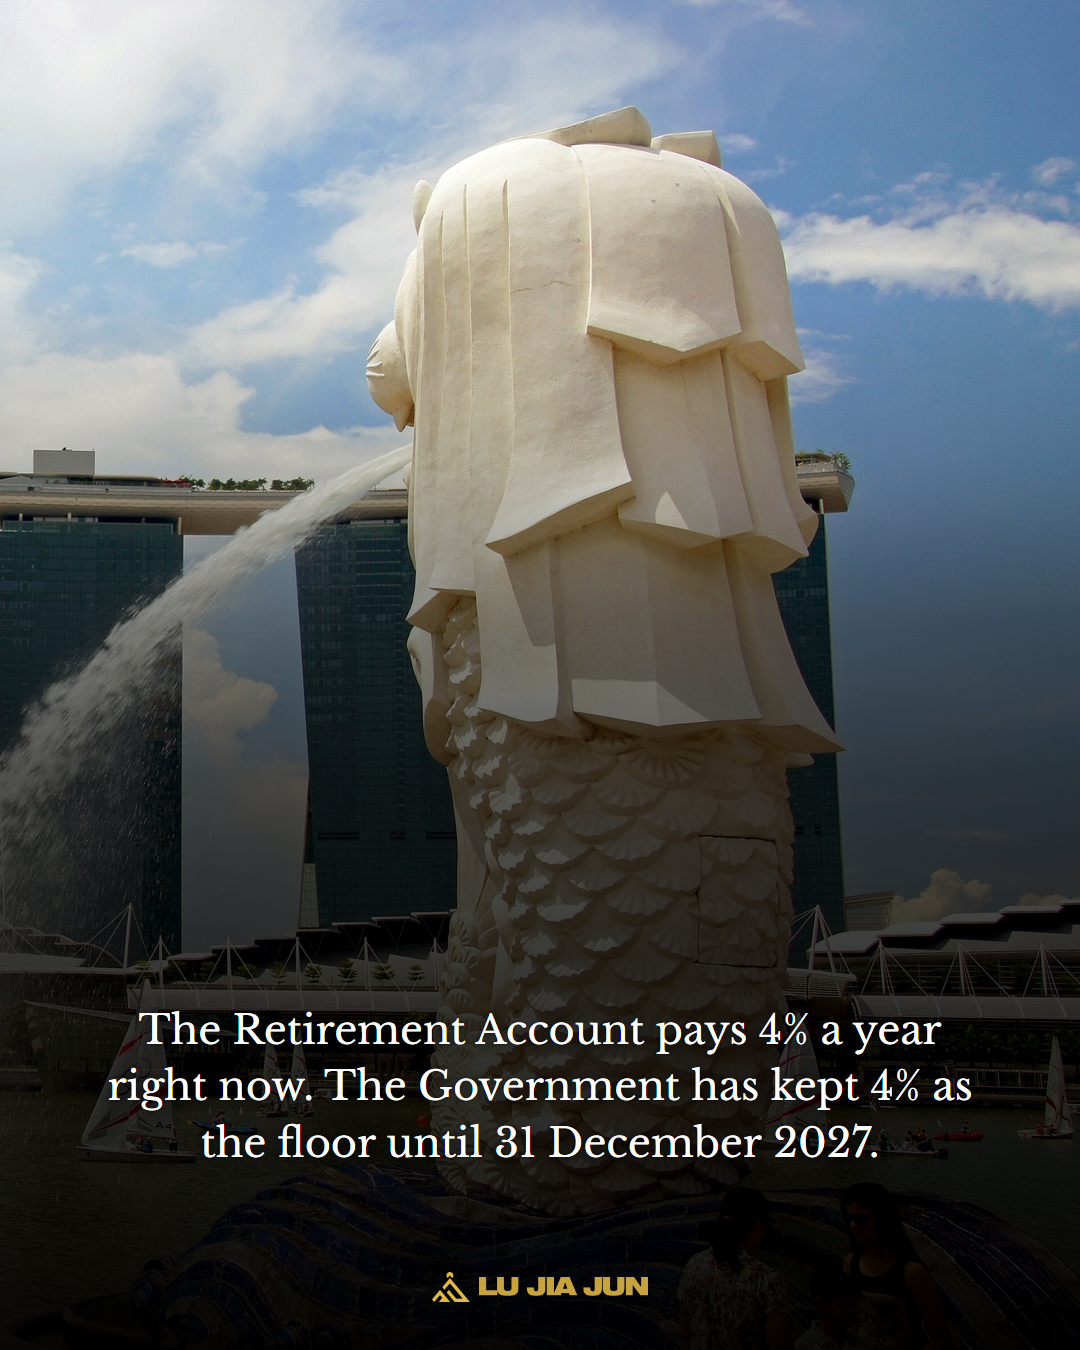 The Retirement Account pays 4% a year
right now. The Government has kept 4% as
the floor until 31 December 2027.
LU JIA JUN